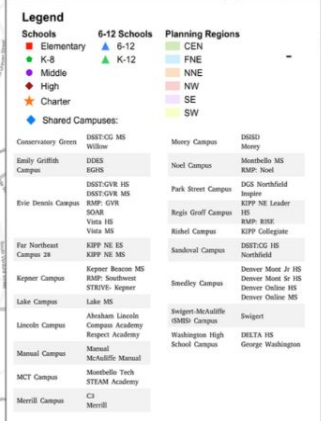 Legend
Schools
Elementary
K-8
Middle
High
Charter
6-12 Schools
6-12
K-12
Planning Regions
CEN
FNE
NNE
NW
SE
SW
Shared Campuses:
Conservatory Green
DSST:CG MS
Willow
Emily Griffith
Campus
DDES
EGHS
Evie Dennis Campus
DSST:GVR HS
DSST:GVR MS
RMP: GVR
SOAR
Vista HS
Vista MS
Far Northeast
Campus 28
KIPP NE ES
KIPP NE MS
Kepner Campus
Kepner Beacon MS
RMP: Southwest
STRIVE- Kepner
Lake Campus
Lake MS
Lincoln Campus
Abraham Lincoln
Compass Academy
Respect Academy
Manual Campus
Manual
McAuliffe Manual
MCT Campus
Montbello Tech
STEAM Academy
Merrill Campus
C3
Merrill
Morey Campus
DSISD
Morey
Noel Campus
Montbello MS
RMP: Noel
Park Street Campus
DGS Northfield
Inspire
Regis Groff Campus
KIPP NE Leader
HS
RMP: RISE
Rishel Campus
KIPP Collegiate
Sandoval Campus
DSST:CG HS
Northfield
Smedley Campus
Denver Mont Jr HS
Denver Mont Sr HS
Denver Online HS
Denver Online MS
Swigert-McAuliffe
(SMIS) Campus
Swigert
Washington High
School Campus
DELTA HS
George Washington